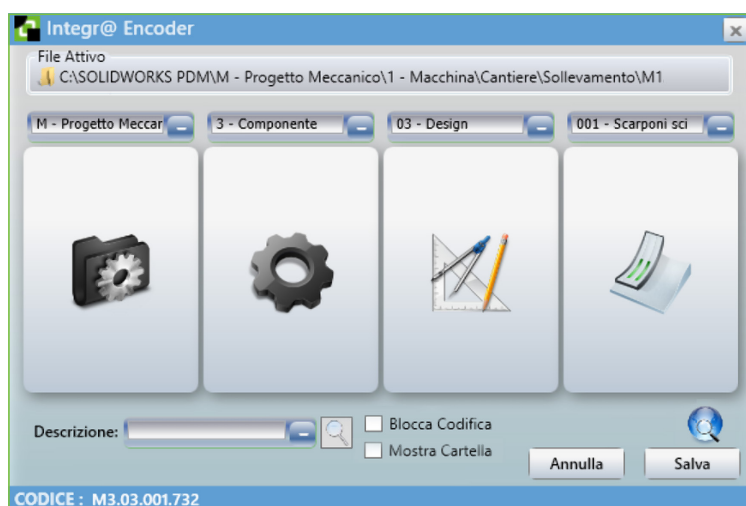 Integr@ Encoder
File Attivo
C:\SOLIDWORKS PDM\M - Progetto Meccanico\1 - Macchina\Cantiere\Sollevamento\M1
M - Progetto Meccar
3 - Componente
03 - Design
001 - Scarponi sci
Descrizione:
Blocca Codifica
Mostra Cartella
Annulla
Salva
CODICE : M3.03.001.732